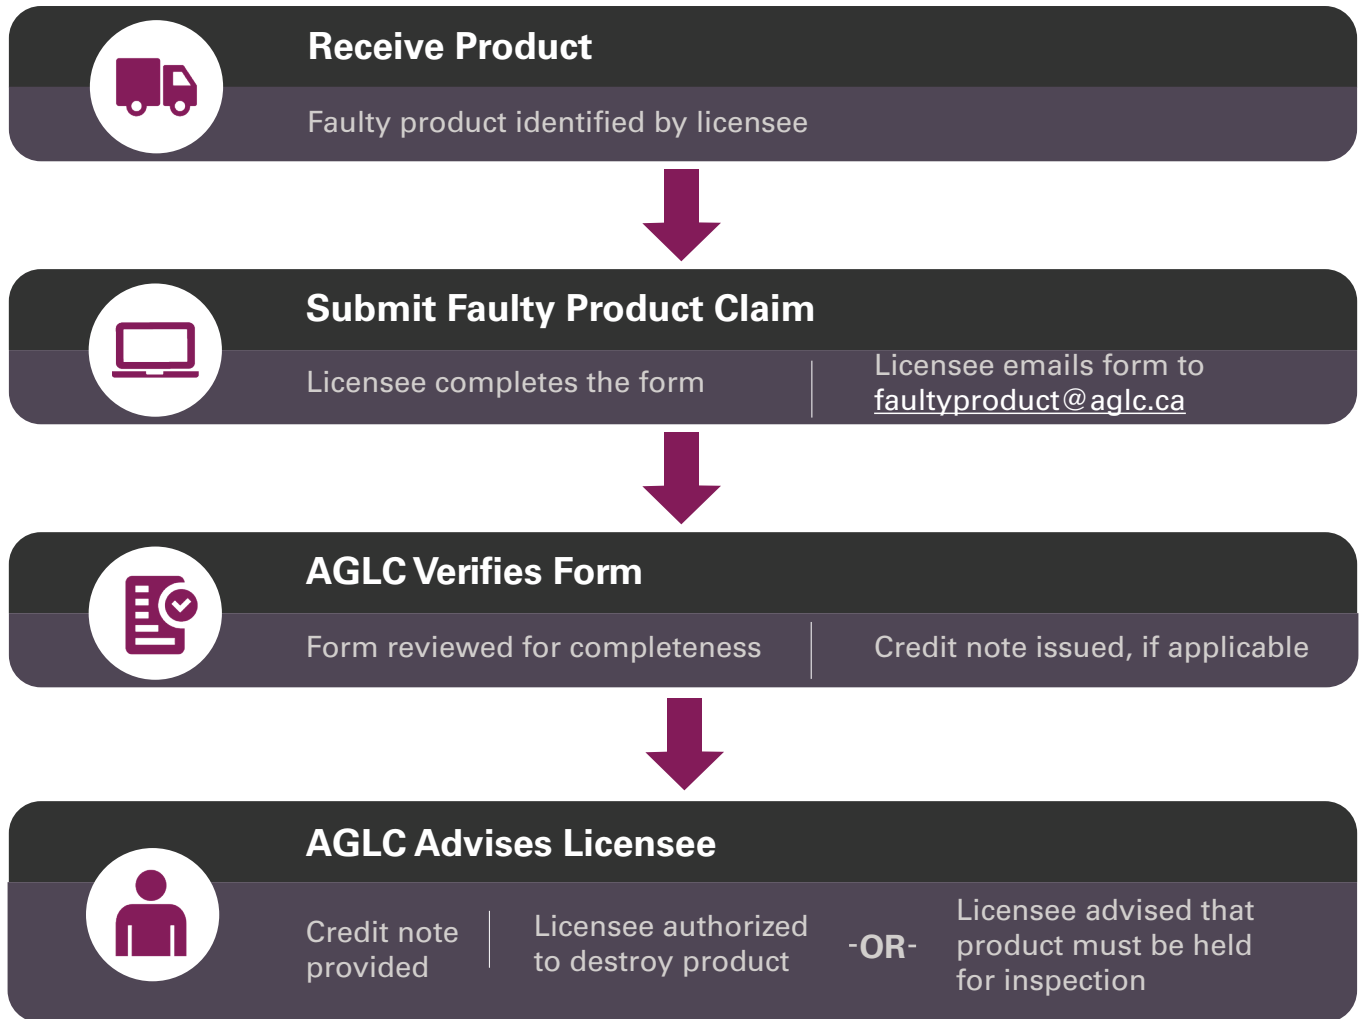 Receive Product
Faulty product identified by licensee
Submit Faulty Product Claim
Licensee completes the form
Licensee emails form to
faultyproduct@aglc.ca
AGLC Verifies Form
Form reviewed for completeness
Credit note issued, if applicable
AGLC Advises Licensee
Credit note
provided
Licensee authorized
to destroy product
-OR-
Licensee advised that
product must be held
for inspection